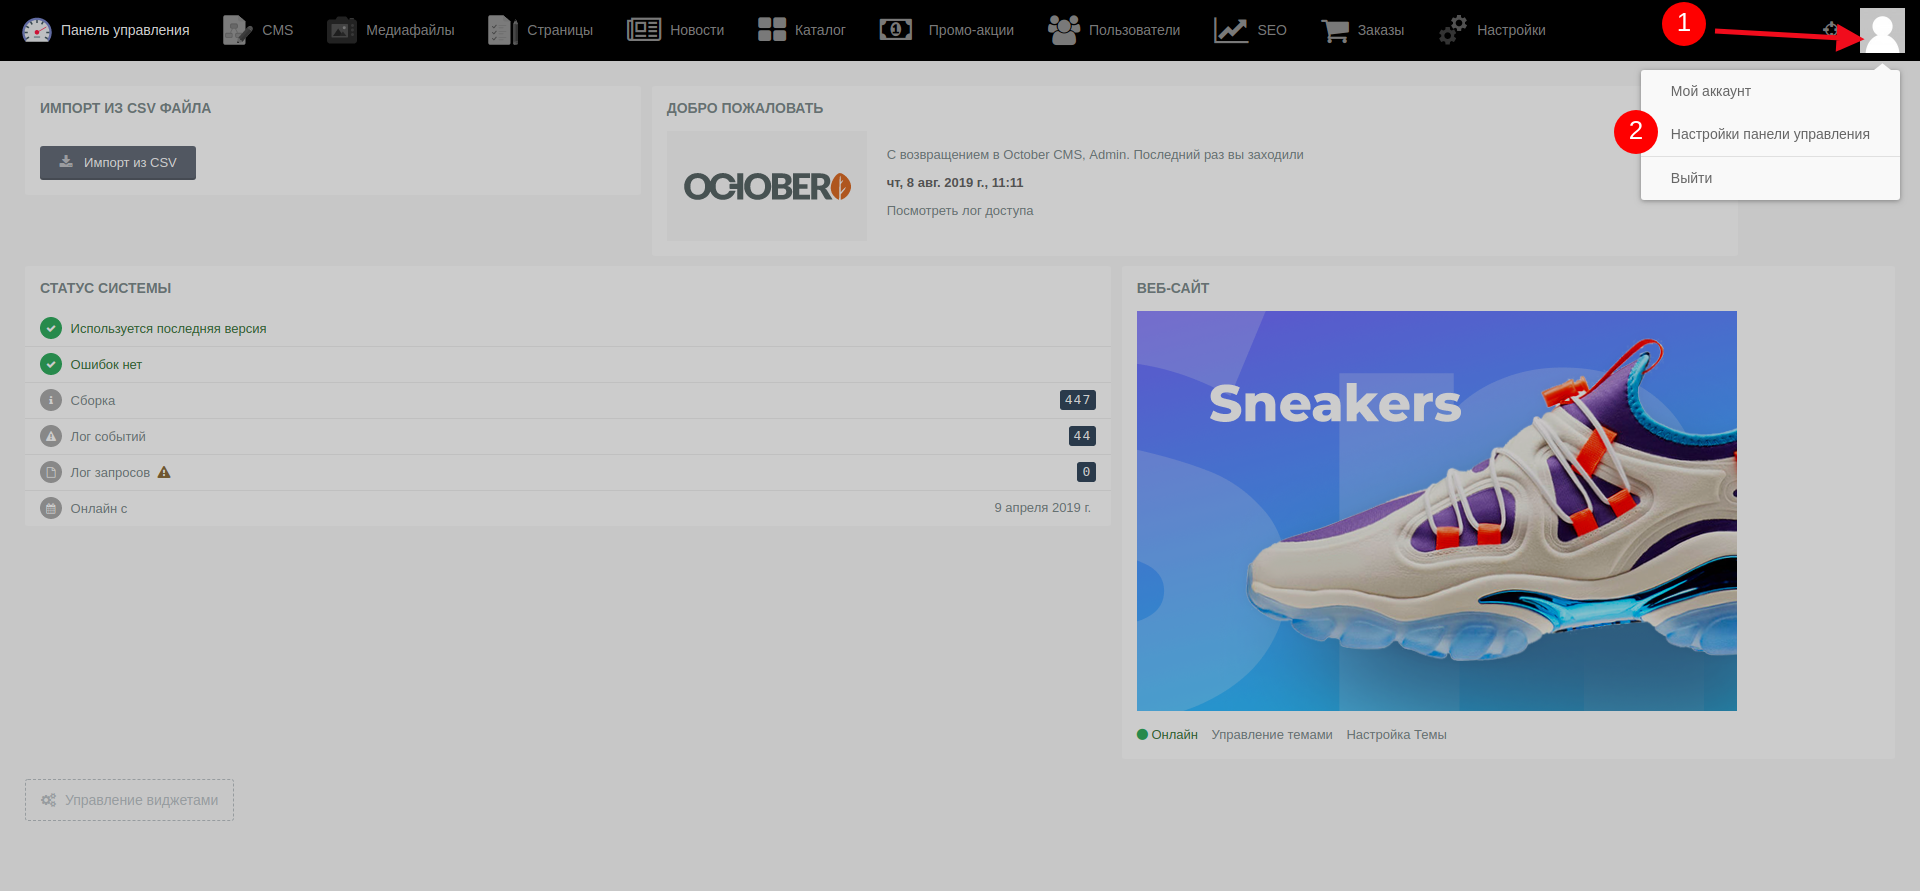 Панель управления
CMS
Медиафайлы
Страницы
Новости
Каталог
Промо-акции
Пользователи
SEO
Заказы
Настройки
1
Мой аккаунт
2
Настройки панели управления
Выйти
ИМПОРТ ИЗ CSV ФАЙЛА
Импорт из CSV
ДОБРО ПОЖАЛОВАТЬ
OCTOBER
С возвращением в October CMS, Admin. Последний раз вы заходили
чт, 8 авг. 2019 г., 11:11
Посмотреть лог доступа
СТАТУС СИСТЕМЫ
Используется последняя версия
Ошибок нет
Сборка 447
Лог событий 44
Лог запросов 0
Онлайн с 9 апреля 2019 г.
ВЕБ-САЙТ
Sneakers
Онлайн Управление темами Настройка Темы
Управление виджетами